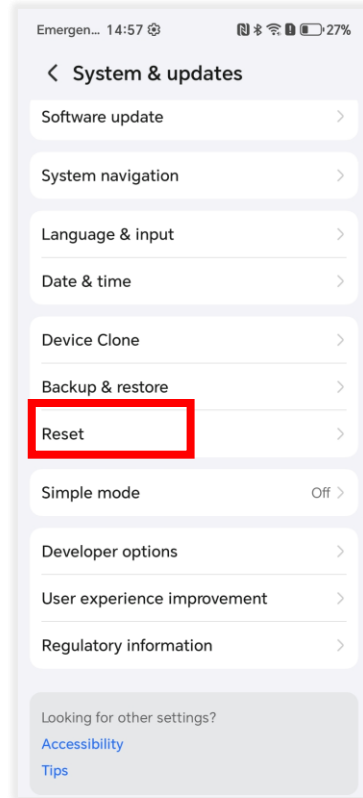 Emergen... 14:57 27%
System & updates
Software update
System navigation
Language & input
Date & time
Device Clone
Backup & restore
Reset
Simple mode Off
Developer options
User experience improvement
Regulatory information
Looking for other settings?
Accessibility
Tips